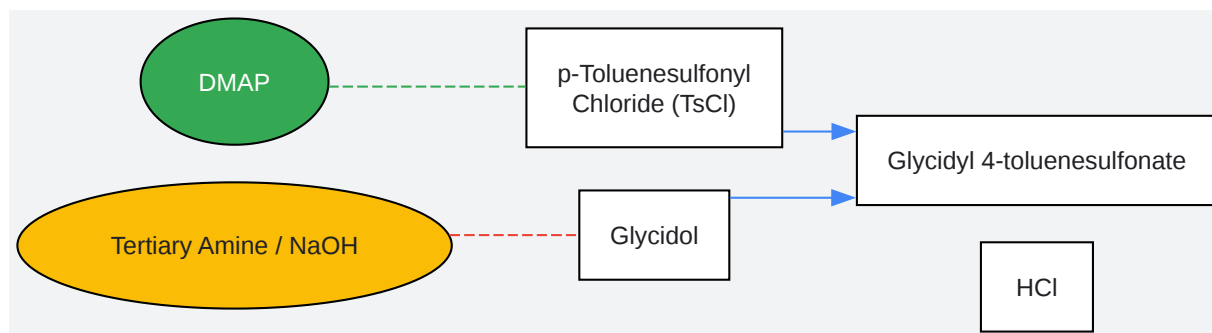 DMAP
p-Toluenesulfonyl
Chloride (TsCl)
Glycidyl 4-toluenesulfonate
Tertiary Amine / NaOH
Glycidol
HCl